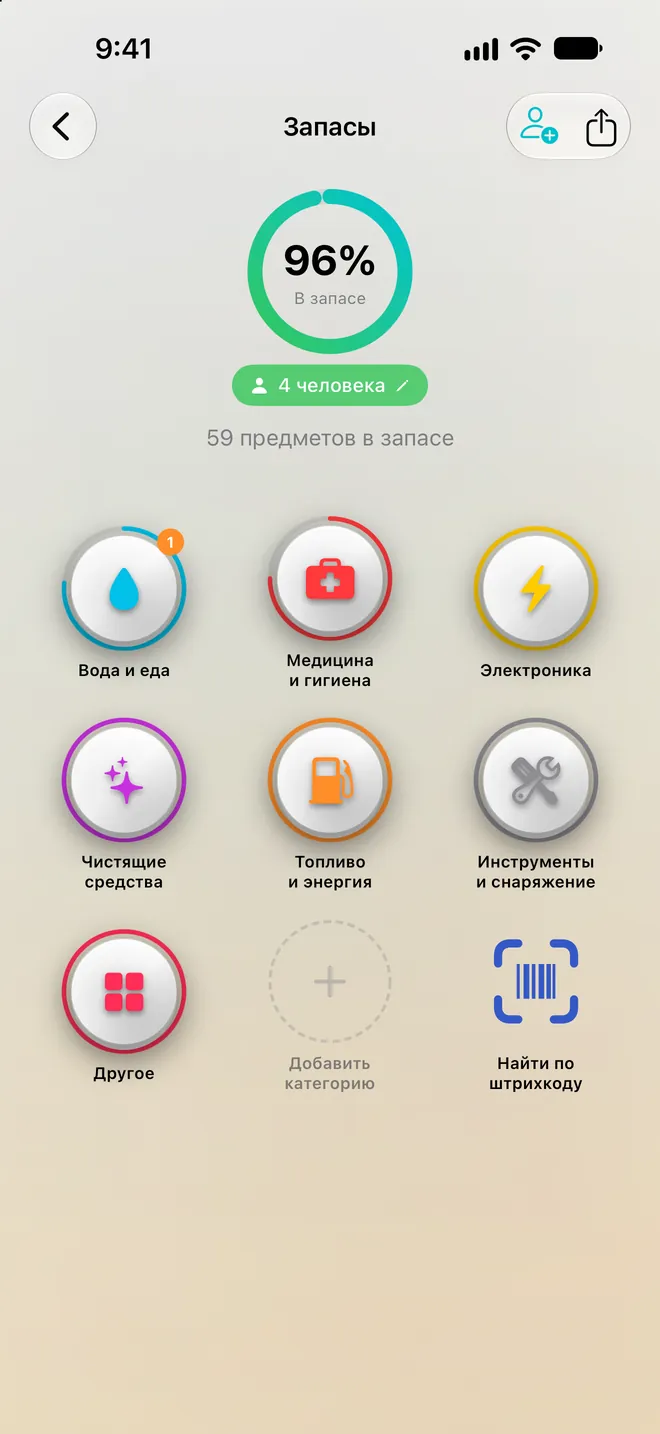 9:41
Запасы
96%
В запасе
4 человека
59 предметов в запасе
1
Вода и еда
Медицина
и гигиена
Электроника
Чистящие
средства
Топливо
и энергия
Инструменты
и снаряжение
Другое
Добавить
категорию
Найти по
штрихкоду